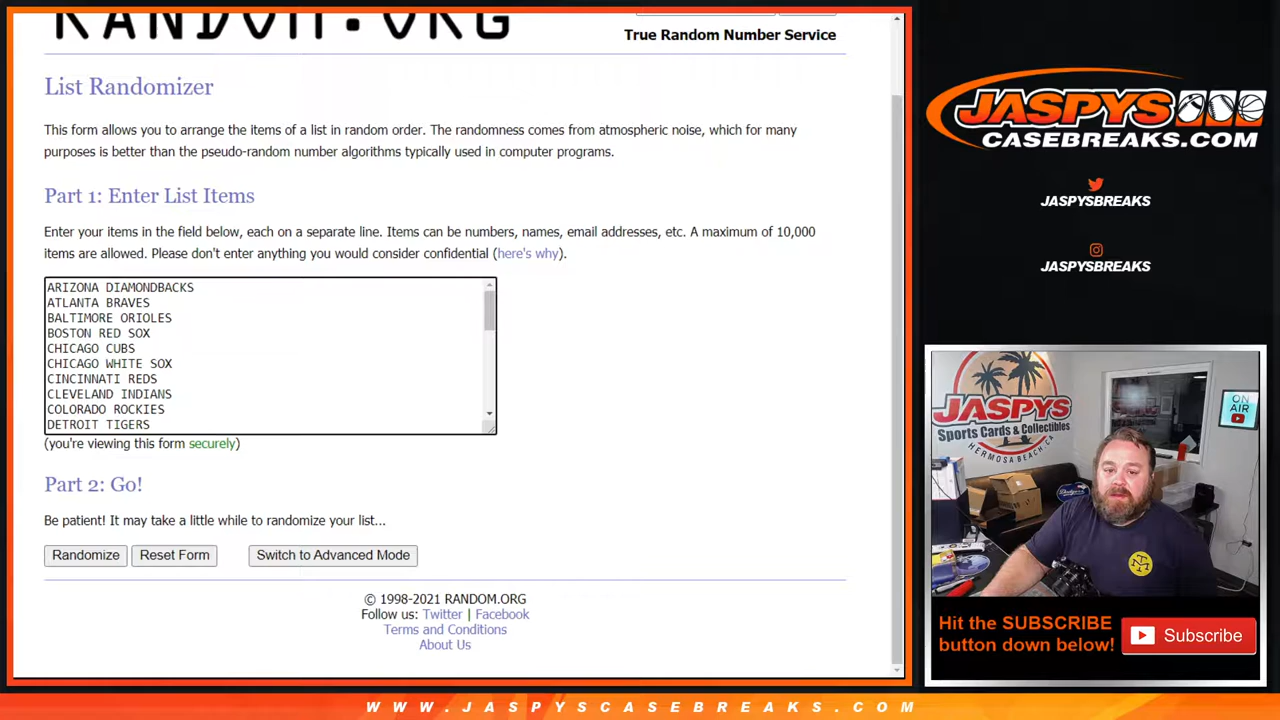 RANDOM.ORG
True Random Number Service
List Randomizer
This form allows you to arrange the items of a list in random order. The randomness comes from atmospheric noise, which for many
purposes is better than the pseudo-random number algorithms typically used in computer programs.
Part 1: Enter List Items
Enter your items in the field below, each on a separate line. Items can be numbers, names, email addresses, etc. A maximum of 10,000
items are allowed. Please don't enter anything you would consider confidential (here's why).
ARIZONA DIAMONDBACKS
ATLANTA BRAVES
BALTIMORE ORIOLES
BOSTON RED SOX
CHICAGO CUBS
CHICAGO WHITE SOX
CINCINNATI REDS
CLEVELAND INDIANS
COLORADO ROCKIES
DETROIT TIGERS
(you're viewing this form securely)
Part 2: Go!
Be patient! It may take a little while to randomize your list...
Randomize Reset Form Switch to Advanced Mode
© 1998-2021 RANDOM.ORG
Follow us: Twitter | Facebook
Terms and Conditions
About Us
JASPYS
CASEBREAKS.COM
JASPYSBREAKS
JASPYSBREAKS
JASPYS
Sports Cards & Collectibles
HERMOSA BEACH CA
ON
AIR
Dodgers
Hit the SUBSCRIBE
button down below!
Subscribe
WWW.JASPYSCASEBREAKS.COM